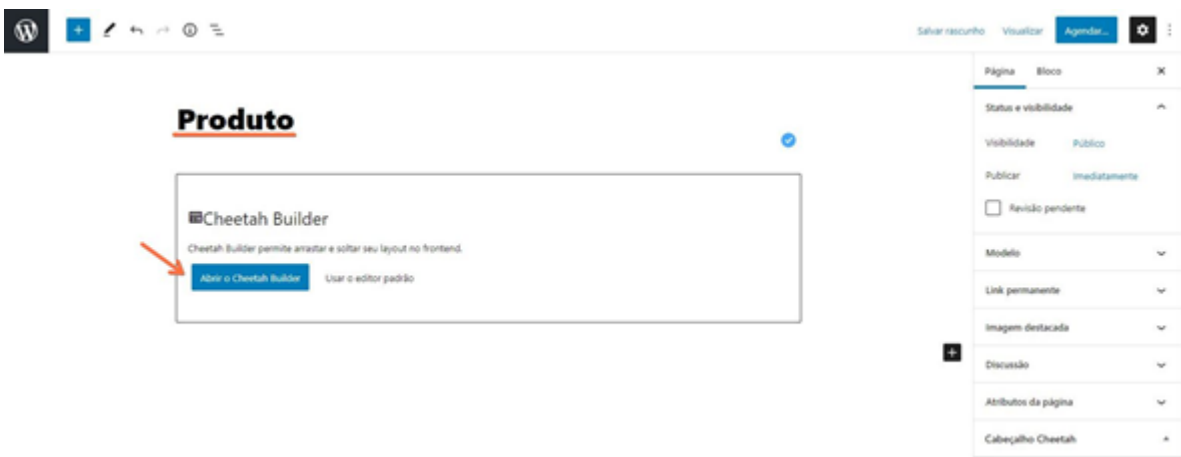 Salvar rascunho Visualizar Agendar...
Página Bloco
Produto
Status e visibilidade
Visibilidade Público
Publicar Imediatamente
Revisão pendente
Cheetah Builder
Cheetah Builder permite arrastar e soltar seu layout no frontend.
Abrir o Cheetah Builder Usar o editor padrão
Modelo
Link permanente
Imagem destacada
Discussão
Atributos da página
Cabeçalho Cheetah